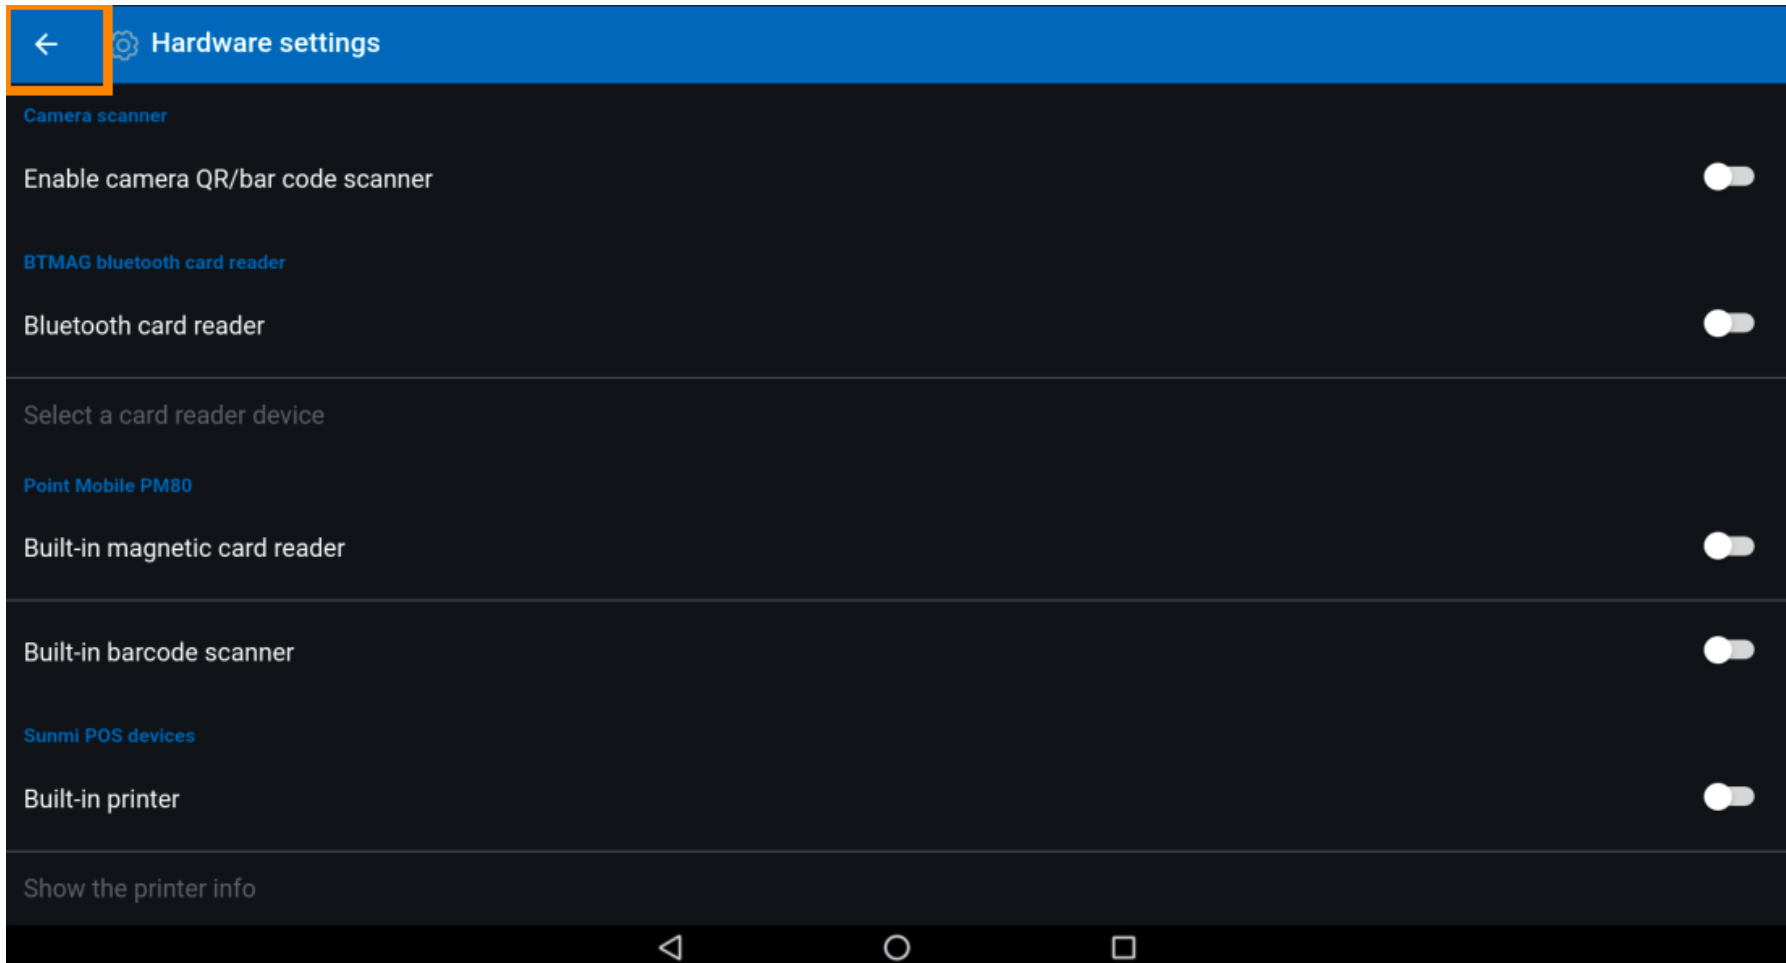 Hardware settings
Camera scanner
Enable camera QR/bar code scanner
BTMAG bluetooth card reader
Bluetooth card reader
Select a card reader device
Point Mobile PM80
Built-in magnetic card reader
Built-in barcode scanner
Sunmi POS devices
Built-in printer
Show the printer info